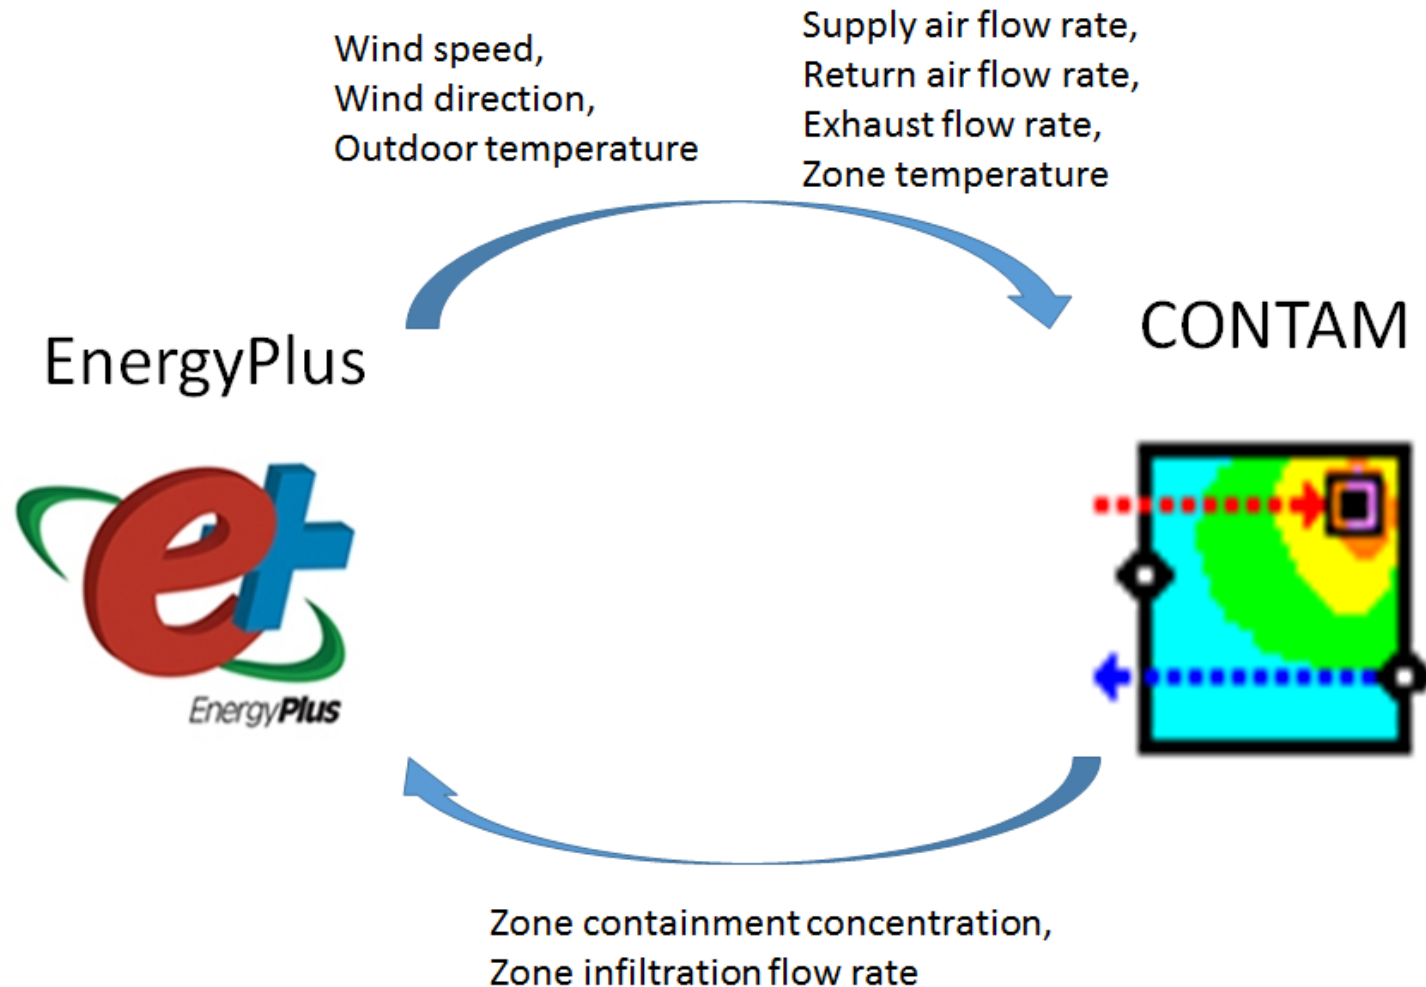 Wind speed,
Wind direction,
Outdoor temperature
Supply air flow rate,
Return air flow rate,
Exhaust flow rate,
Zone temperature
EnergyPlus
CONTAM
e+
EnergyPlus
Zone containment concentration,
Zone infiltration flow rate